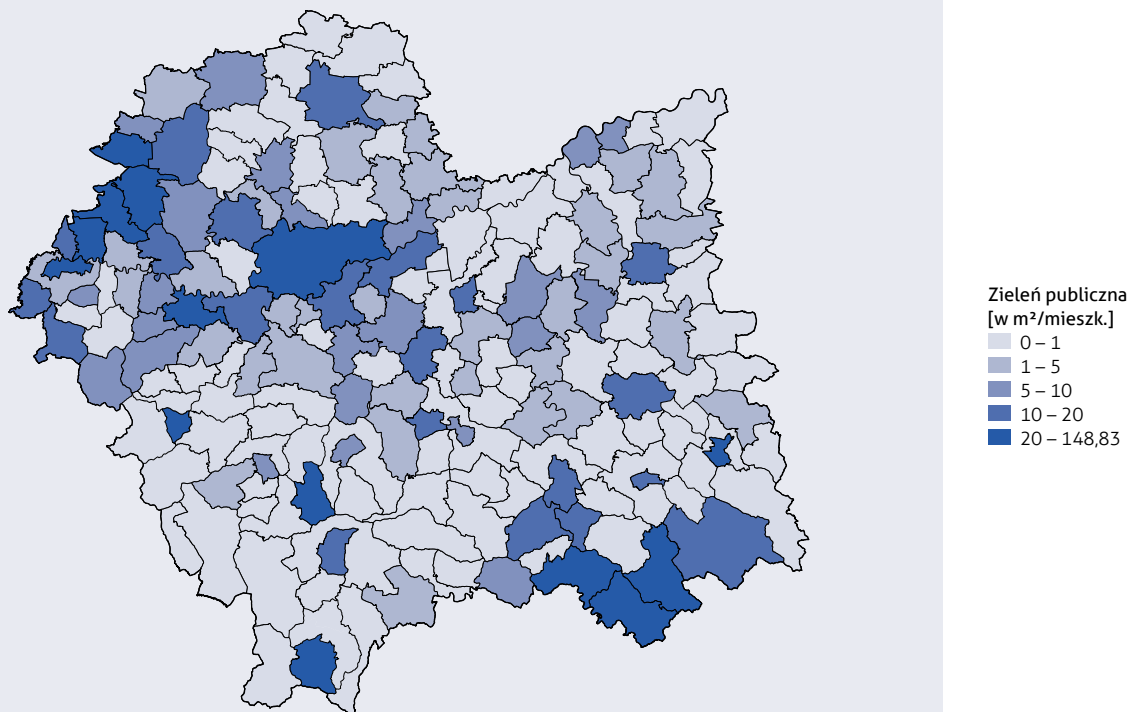 Zieleń publiczna
[w m²/mieszk.]
0 – 1
1 – 5
5 – 10
10 – 20
20 – 148,83